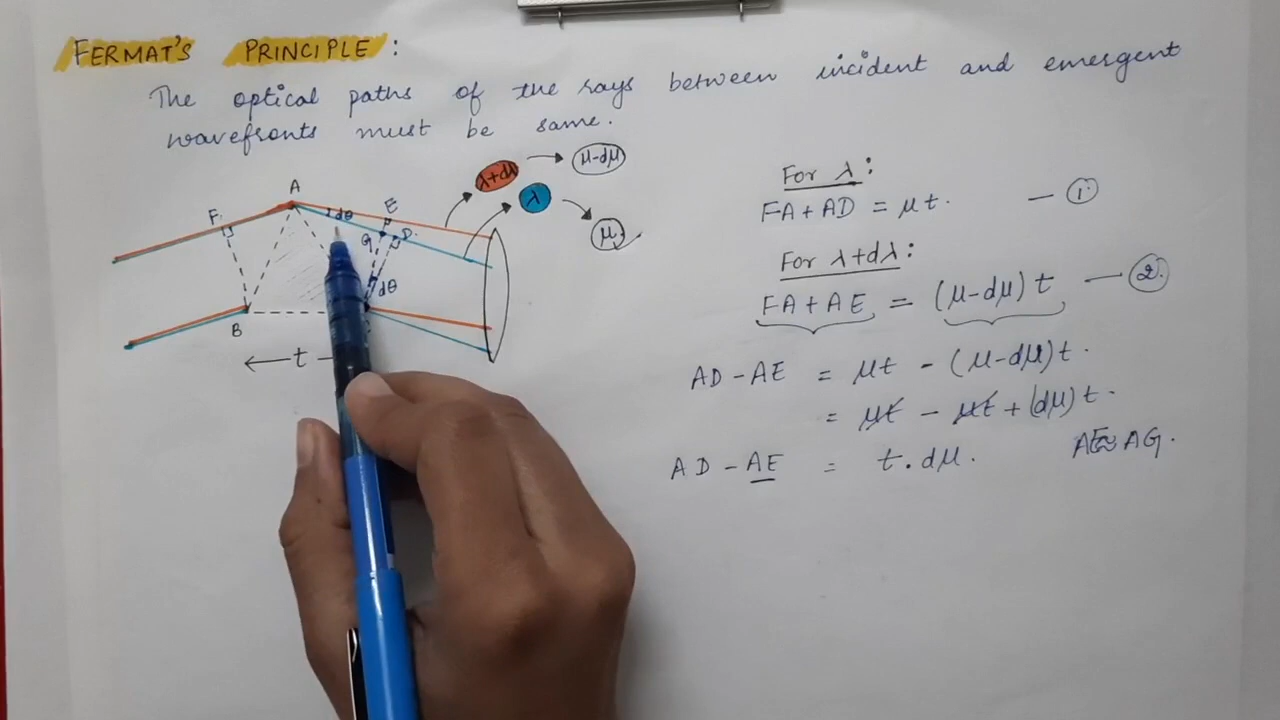 FERMAT'S PRINCIPLE :
The optical paths of the rays between incident and emergent
wavefronts must be same.
λ+dλ → μ-dμ
λ
μ
A
F
dθ
E
G
D
dθ
B
← t -
For λ :
FA + AD = μt. — ①
For λ+dλ :
FA + AE = (μ-dμ) t — ②
AD - AE = μt - (μ-dμ)t.
= μt - μt + (dμ) t.
AD - AE = t.dμ. AE≈AG.